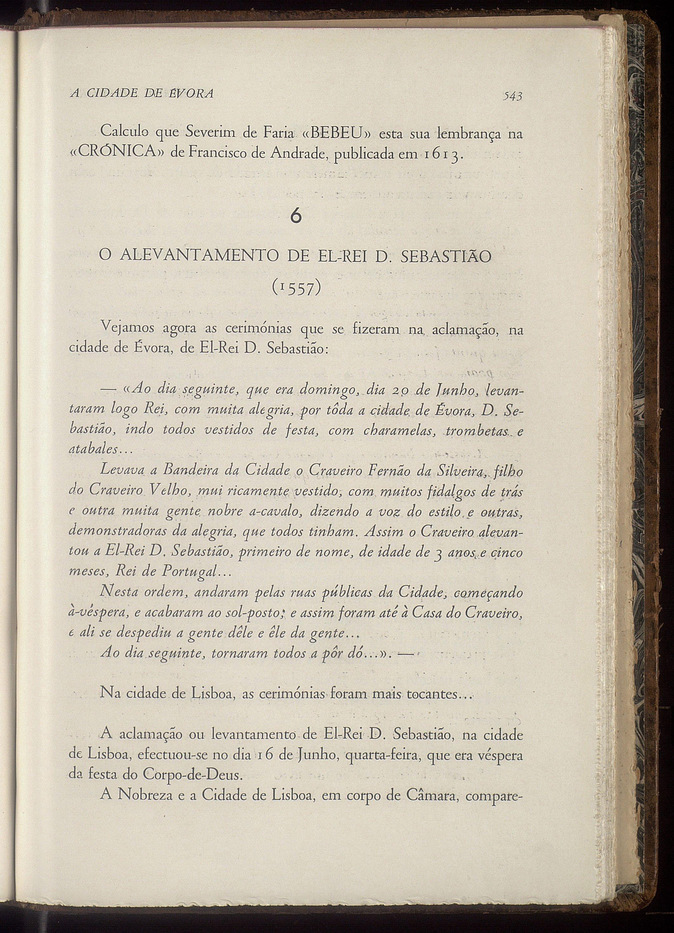 A CIDADE DE ÉVORA 543
Calculo que Severim de Faria «BEBEU» esta sua lembrança na
«CRÓNICA» de Francisco de Andrade, publicada em 1613.
6
O ALEVANTAMENTO DE EL-REI D. SEBASTIÃO
(1557)
Vejamos agora as cerimónias que se fizeram na aclamação, na
cidade de Évora, de El-Rei D. Sebastião:
— «Ao dia seguinte, que era domingo, dia 20 de Junho, levan-
taram logo Rei, com muita alegria, por tôda a cidade de Évora, D. Se-
bastião, indo todos vestidos de festa, com charamelas, trombetas e
atabales...
Levava a Bandeira da Cidade o Craveiro Fernão da Silveira, filho
do Craveiro Velho, mui ricamente vestido, com muitos fidalgos de trás
e outra muita gente nobre a-cavalo, dizendo a voz do estilo e outras,
demonstradoras da alegria, que todos tinham. Assim o Craveiro alevan-
tou a El-Rei D. Sebastião, primeiro de nome, de idade de 3 anos e cinco
meses, Rei de Portugal...
Nesta ordem, andaram pelas ruas públicas da Cidade, começando
à-véspera, e acabaram ao sol-posto; e assim foram até à Casa do Craveiro,
e ali se despediu a gente dêle e êle da gente...
Ao dia seguinte, tornaram todos a pôr dó...». —
Na cidade de Lisboa, as cerimónias foram mais tocantes...
A aclamação ou levantamento de El-Rei D. Sebastião, na cidade
de Lisboa, efectuou-se no dia 16 de Junho, quarta-feira, que era véspera
da festa do Corpo-de-Deus.
A Nobreza e a Cidade de Lisboa, em corpo de Câmara, compare-